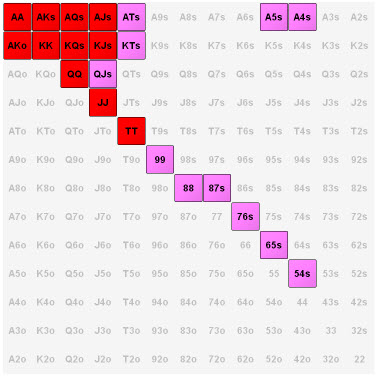 AA AKs AQs AJs ATs A9s A8s A7s A6s A5s A4s A3s A2s
AKo KK KQs KJs KTs K9s K8s K7s K6s K5s K4s K3s K2s
AQo KQo QQ QJs QTs Q9s Q8s Q7s Q6s Q5s Q4s Q3s Q2s
AJo KJo QJo JJ JTs J9s J8s J7s J6s J5s J4s J3s J2s
ATo KTo QTo JTo TT T9s T8s T7s T6s T5s T4s T3s T2s
A9o K9o Q9o J9o T9o 99 98s 97s 96s 95s 94s 93s 92s
A8o K8o Q8o J8o T8o 98o 88 87s 86s 85s 84s 83s 82s
A7o K7o Q7o J7o T7o 97o 87o 77 76s 75s 74s 73s 72s
A6o K6o Q6o J6o T6o 96o 86o 76o 66 65s 64s 63s 62s
A5o K5o Q5o J5o T5o 95o 85o 75o 65o 55 54s 53s 52s
A4o K4o Q4o J4o T4o 94o 84o 74o 64o 54o 44 43s 42s
A3o K3o Q3o J3o T3o 93o 83o 73o 63o 53o 43o 33 32s
A2o K2o Q2o J2o T2o 92o 82o 72o 62o 52o 42o 32o 22